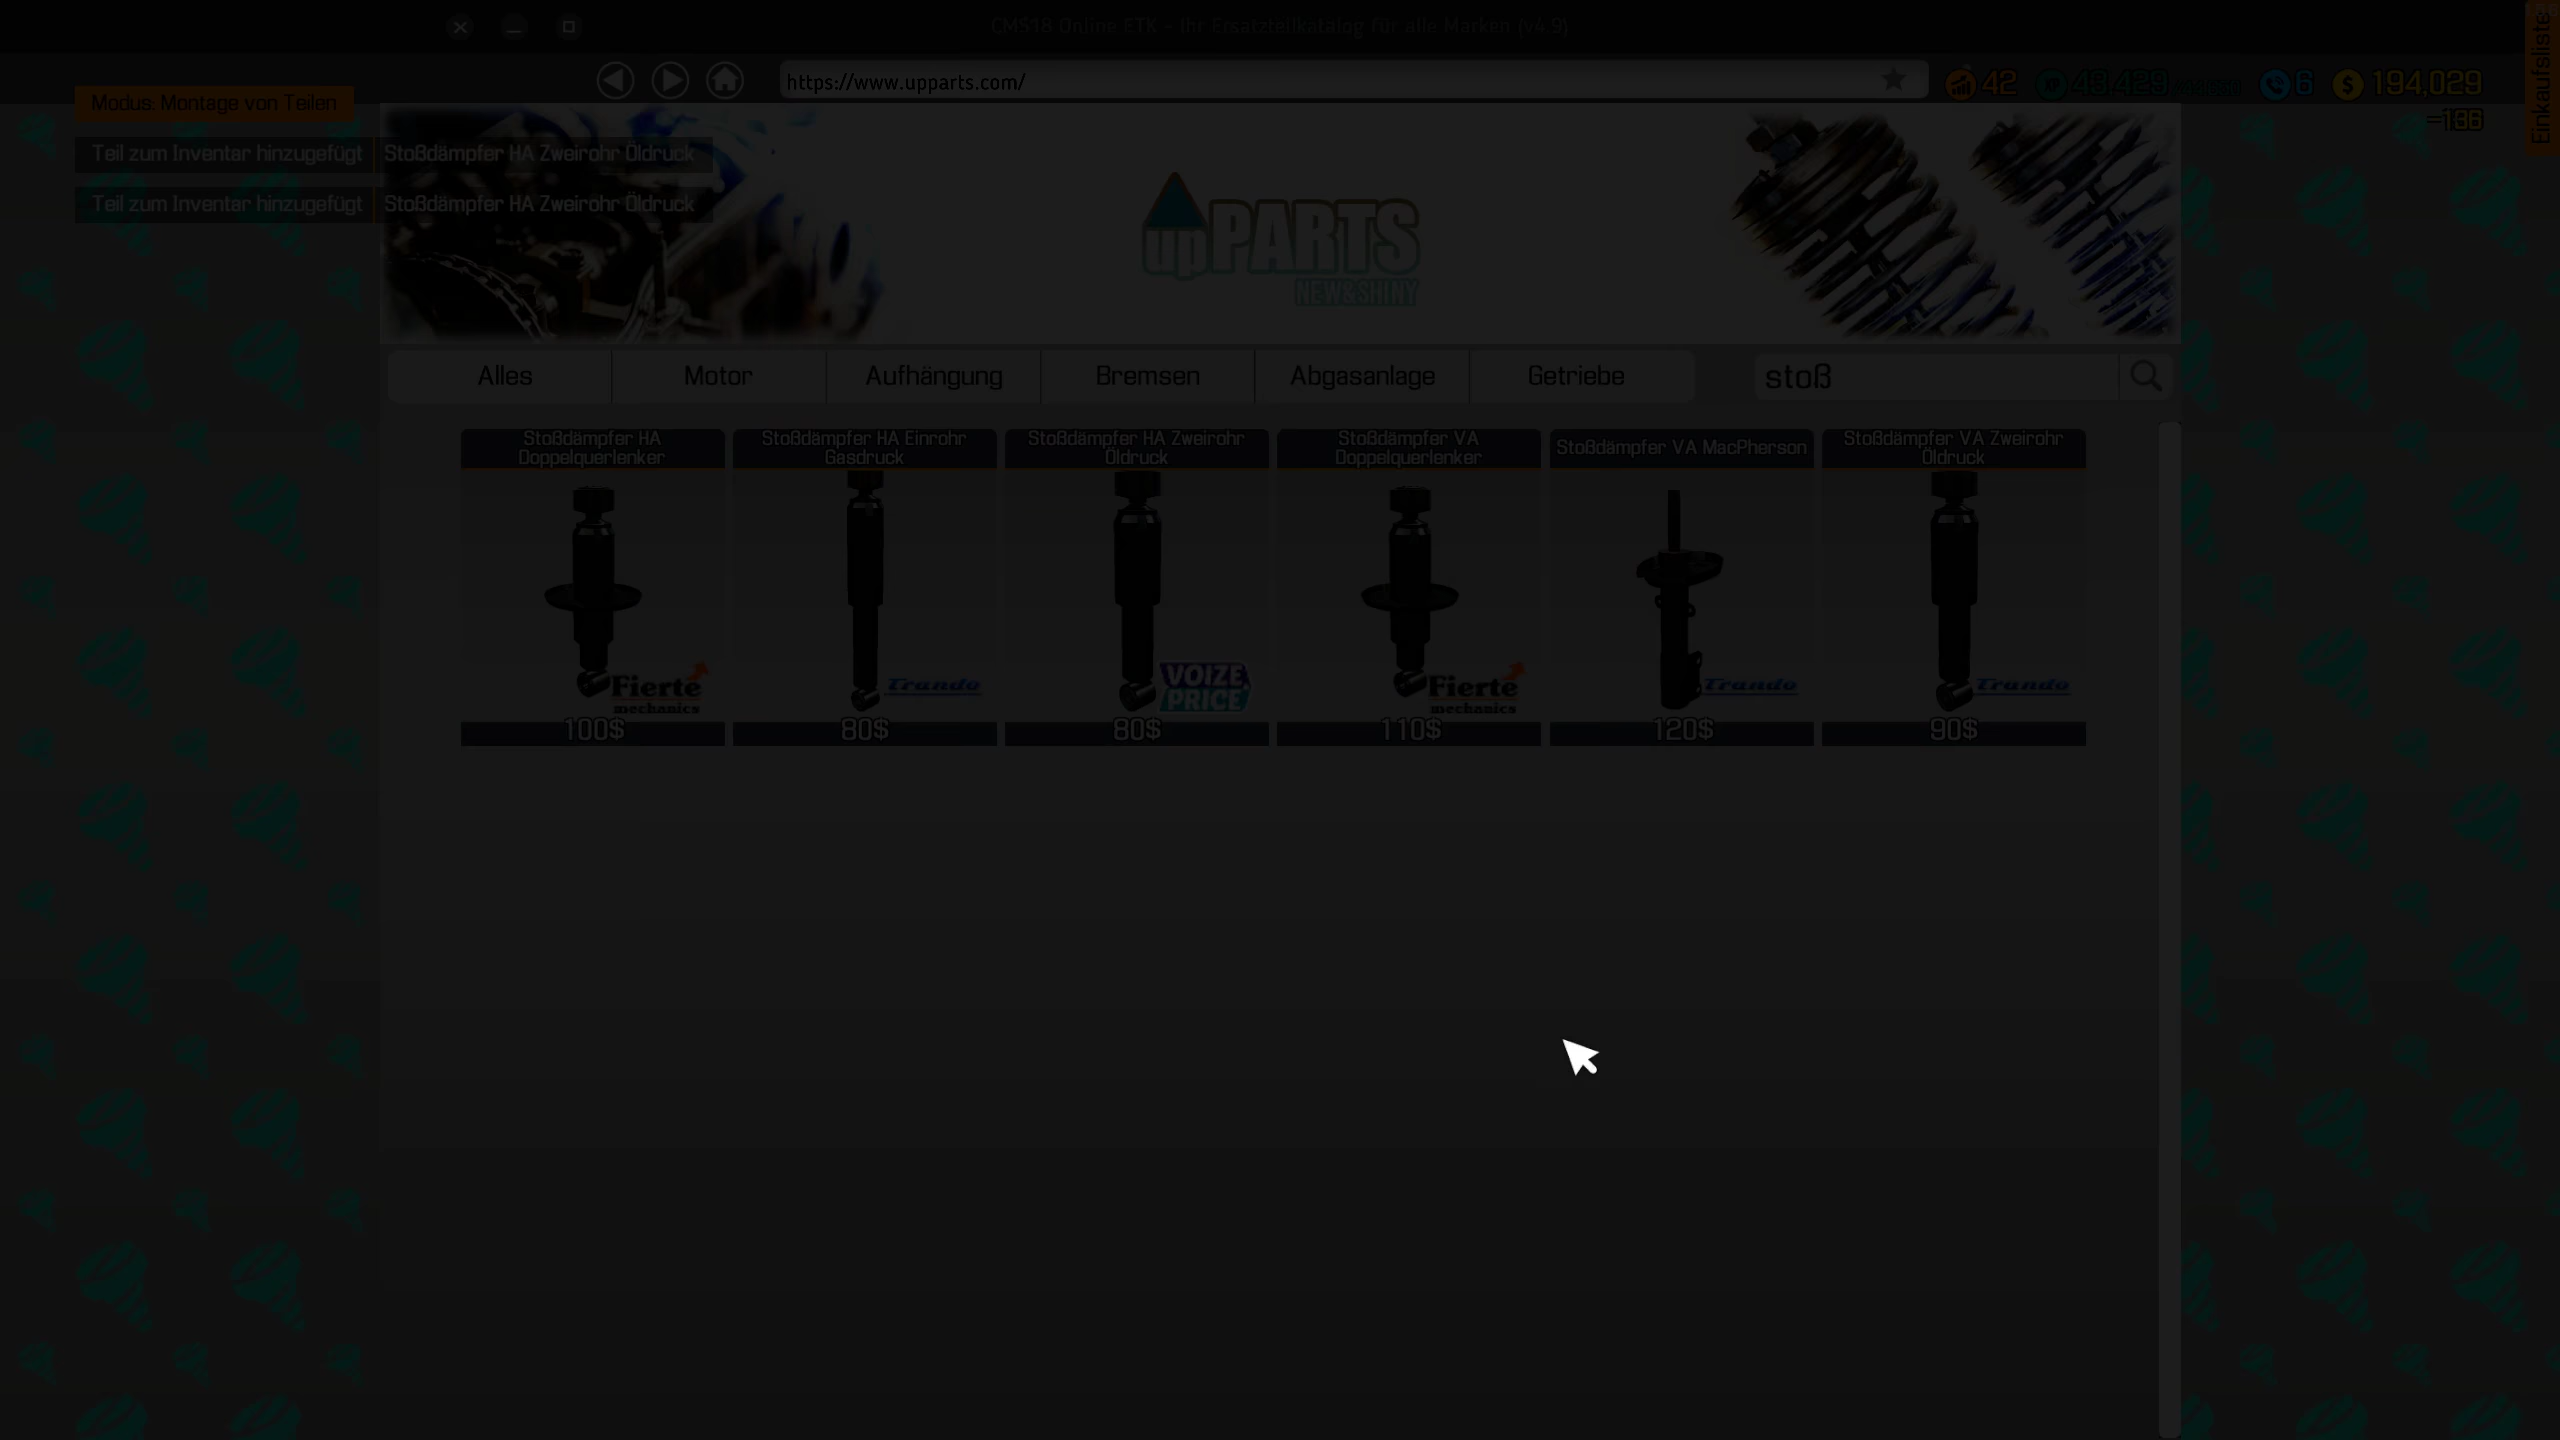 CMS18 Online ETK - Ihr Ersatzteilkatalog für alle Marken (v4.9)
https://www.upparts.com/
42
6
194,029
-136
Einkaufsliste
Modus: Montage von Teilen
Teil zum Inventar hinzugefügt Stoßdämpfer HA Zweirohr Öldruck
Teil zum Inventar hinzugefügt Stoßdämpfer HA Zweirohr Öldruck
upPARTS
NEW&SHINY
Alles Motor Aufhängung Bremsen Abgasanlage Getriebe stoß
Stoßdämpfer HA
Doppelquerlenker
Fierte
mechanics
100$
Stoßdämpfer HA Einrohr
Gasdruck
Trando
80$
Stoßdämpfer HA Zweirohr
Öldruck
VOIZE
PRICE
80$
Stoßdämpfer VA
Doppelquerlenker
Fierte
mechanics
110$
Stoßdämpfer VA MacPherson
Trando
120$
Stoßdämpfer VA Zweirohr
Öldruck
Trando
90$